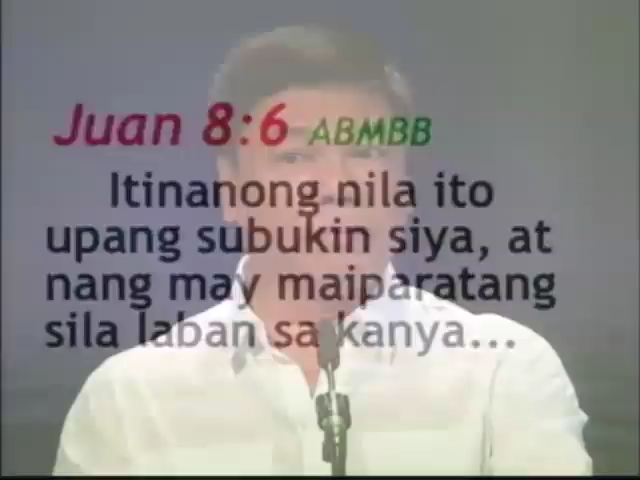 Juan 8:6 ABMBB
Itinanong nila ito
upang subukin siya, at
nang may maiparatang
sila laban sa kanya...